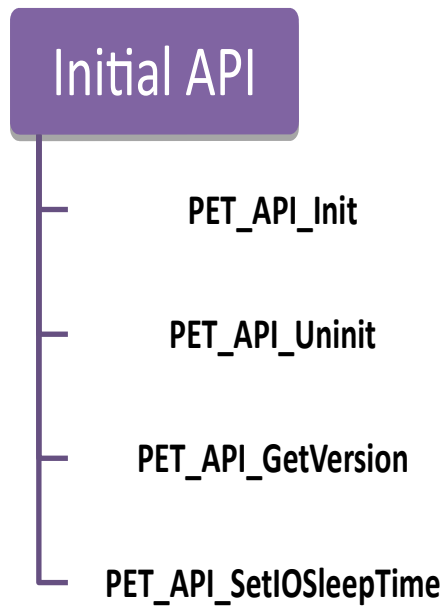 Initial API
PET_API_Init
PET_API_Uninit
PET_API_GetVersion
PET_API_SetIOSleepTime